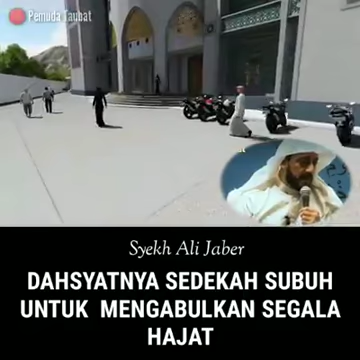 Pemuda Taubat
Syekh Ali Jaber
DAHSYATNYA SEDEKAH SUBUH
UNTUK MENGABULKAN SEGALA
HAJAT